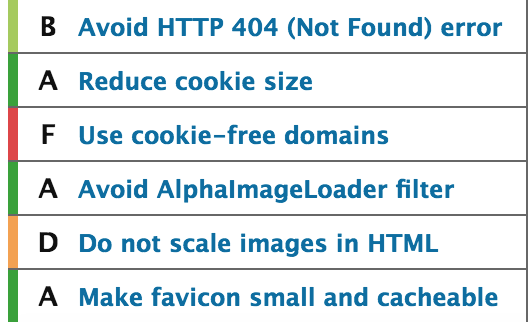 B Avoid HTTP 404 (Not Found) error
A Reduce cookie size
F Use cookie-free domains
A Avoid AlphaImageLoader filter
D Do not scale images in HTML
A Make favicon small and cacheable